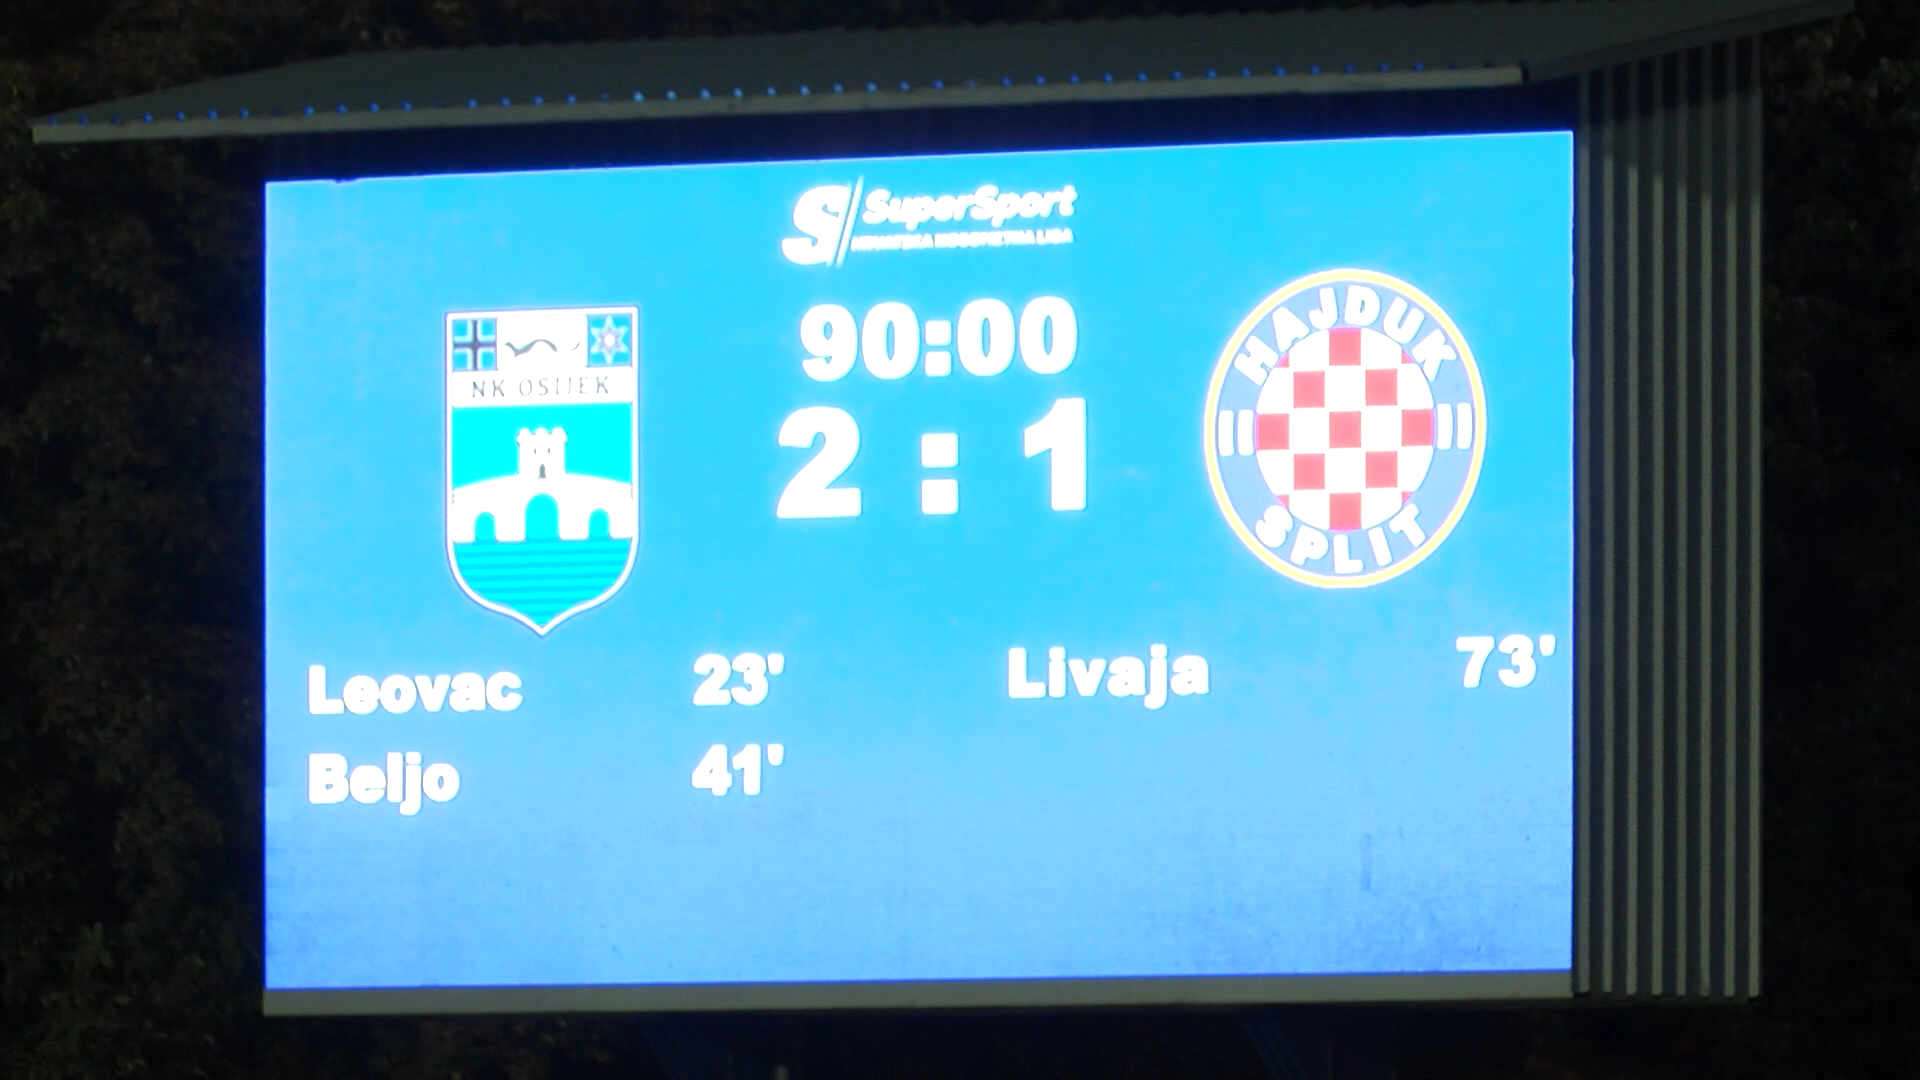 SuperSport
HRVATSKA NOGOMETNA LIGA
90:00
2 : 1
NK OSIJEK
HAJDUK
SPLIT
Leovac 23' Livaja 73'
Beljo 41'